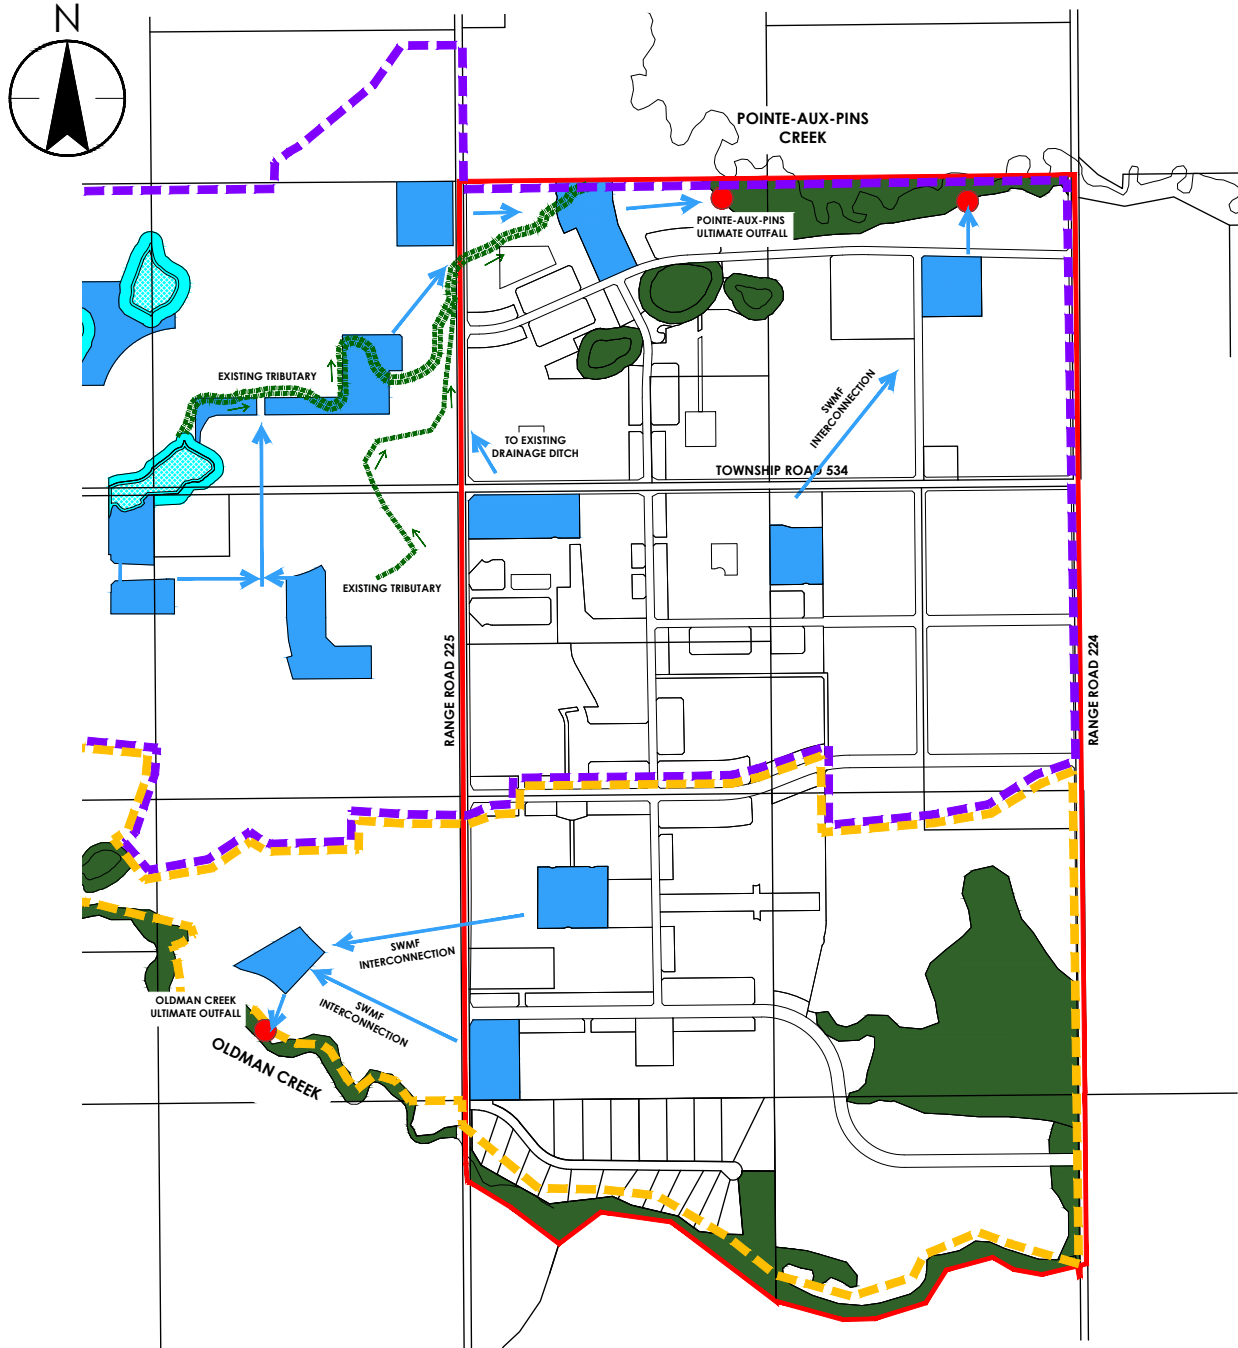 N
POINTE-AUX-PINS
CREEK
POINTE-AUX-PINS
ULTIMATE OUTFALL
EXISTING TRIBUTARY
SWMF
INTERCONNECTION
TO EXISTING
DRAINAGE DITCH
TOWNSHIP ROAD 534
EXISTING TRIBUTARY
RANGE ROAD 225
RANGE ROAD 224
SWMF
INTERCONNECTION
OLDMAN CREEK
ULTIMATE OUTFALL
SWMF
INTERCONNECTION
OLDMAN CREEK